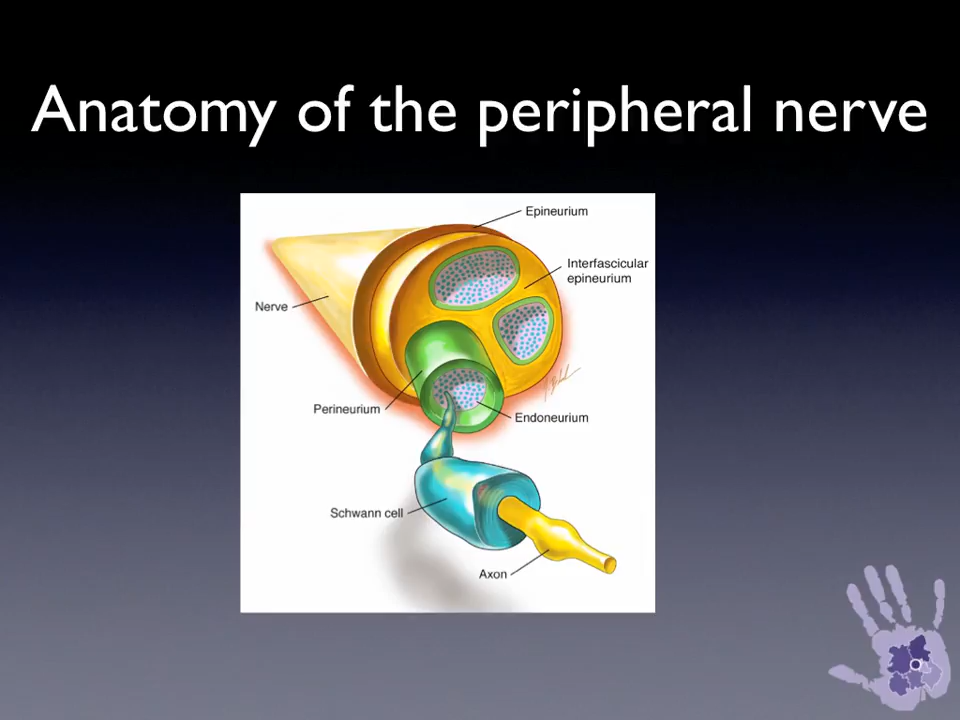 Anatomy of the peripheral nerve
Epineurium
Interfascicular
epineurium
Nerve
Perineurium
Endoneurium
Schwann cell
Axon